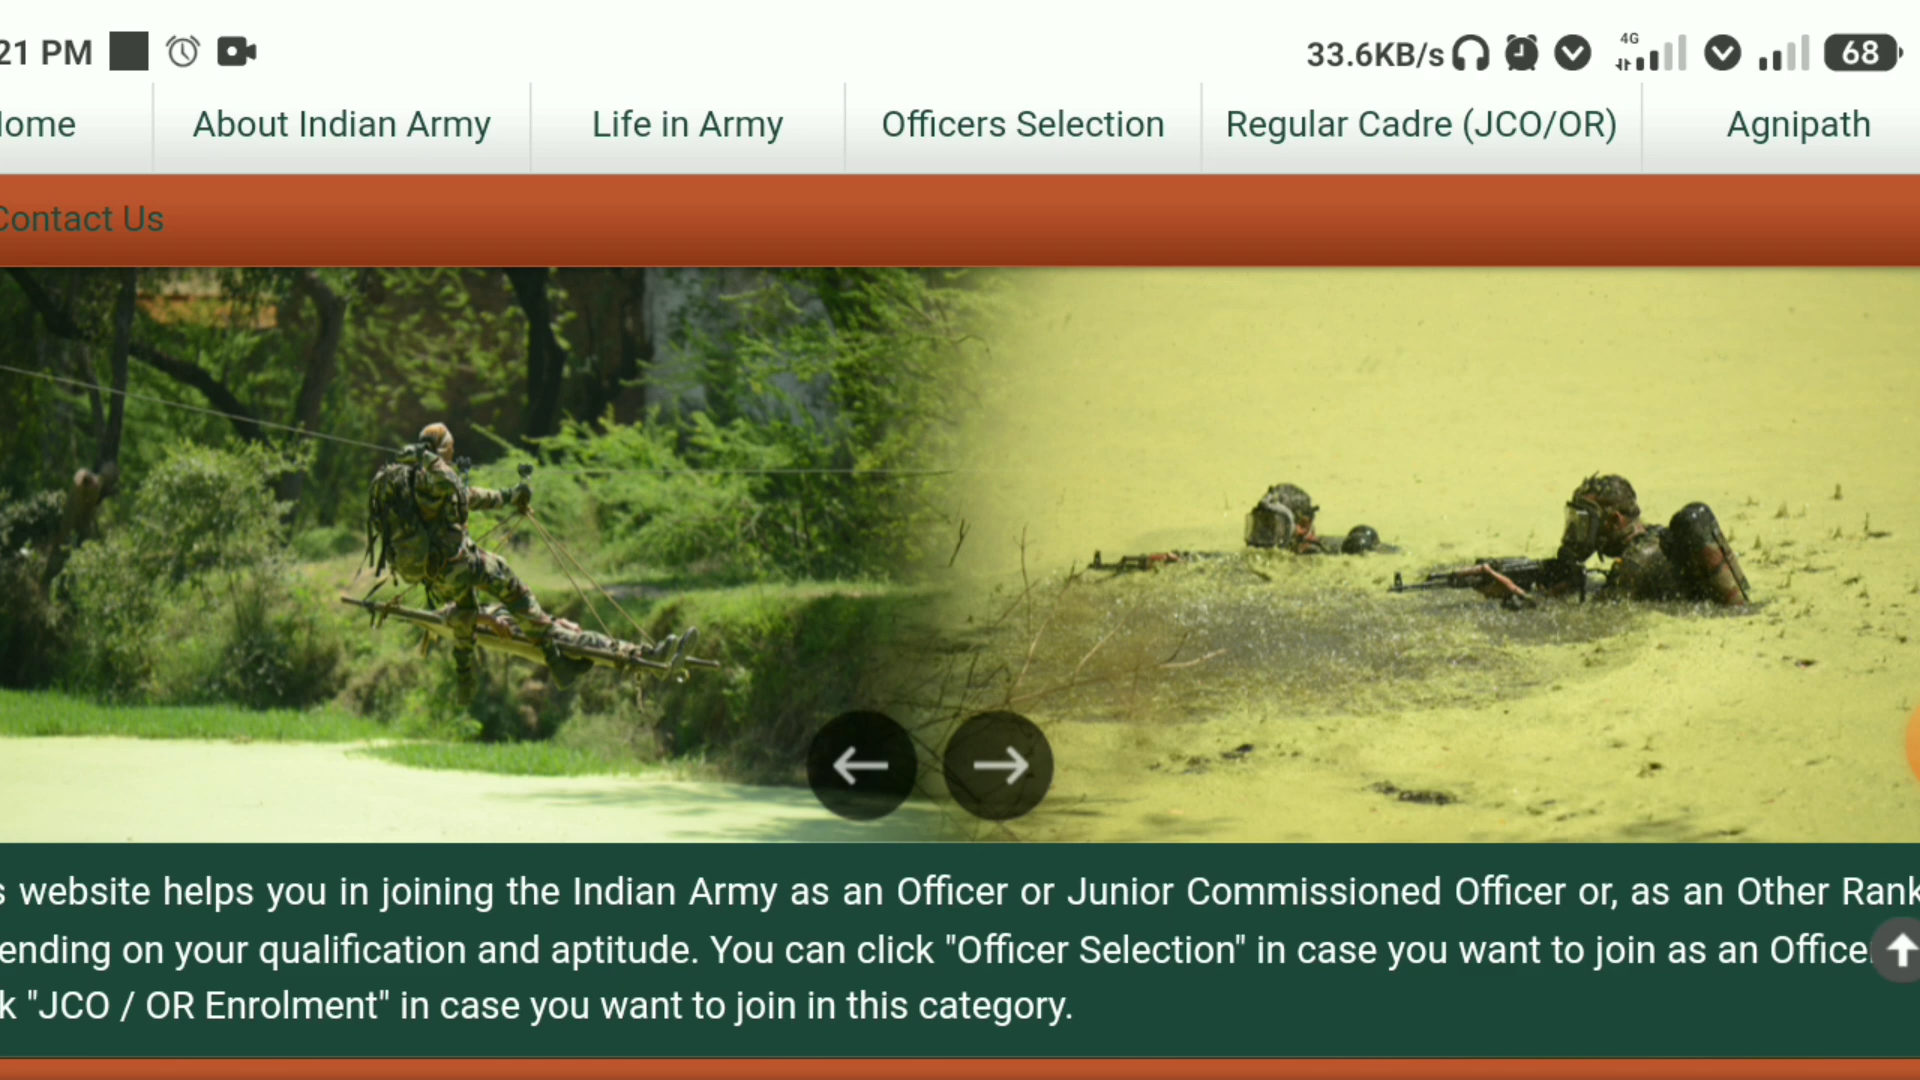 21 PM
33.6KB/s 4G 68
ome About Indian Army Life in Army Officers Selection Regular Cadre (JCO/OR) Agnipath
Contact Us
s website helps you in joining the Indian Army as an Officer or Junior Commissioned Officer or, as an Other Rank
ending on your qualification and aptitude. You can click "Officer Selection" in case you want to join as an Office
k "JCO / OR Enrolment" in case you want to join in this category.